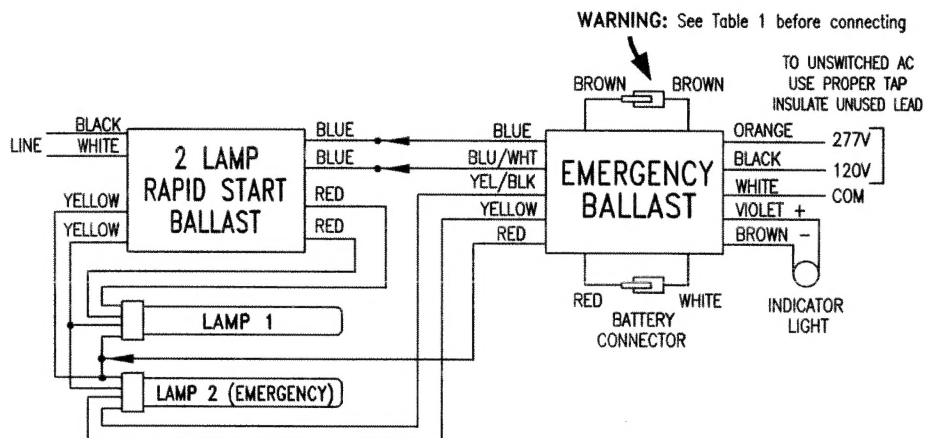 WARNING: See Table 1 before connecting
TO UNSWITCHED AC
USE PROPER TAP
INSULATE UNUSED LEAD
BROWN
BROWN
LINE
BLACK
WHITE
2 LAMP
RAPID START
BALLAST
BLUE
BLUE
RED
RED
YELLOW
YELLOW
BLUE
BLU/WHT
YEL/BLK
YELLOW
RED
EMERGENCY
BALLAST
ORANGE
277V
BLACK
120V
WHITE
COM
VIOLET +
BROWN -
RED
WHITE
BATTERY
CONNECTOR
INDICATOR
LIGHT
LAMP 1
LAMP 2 (EMERGENCY)